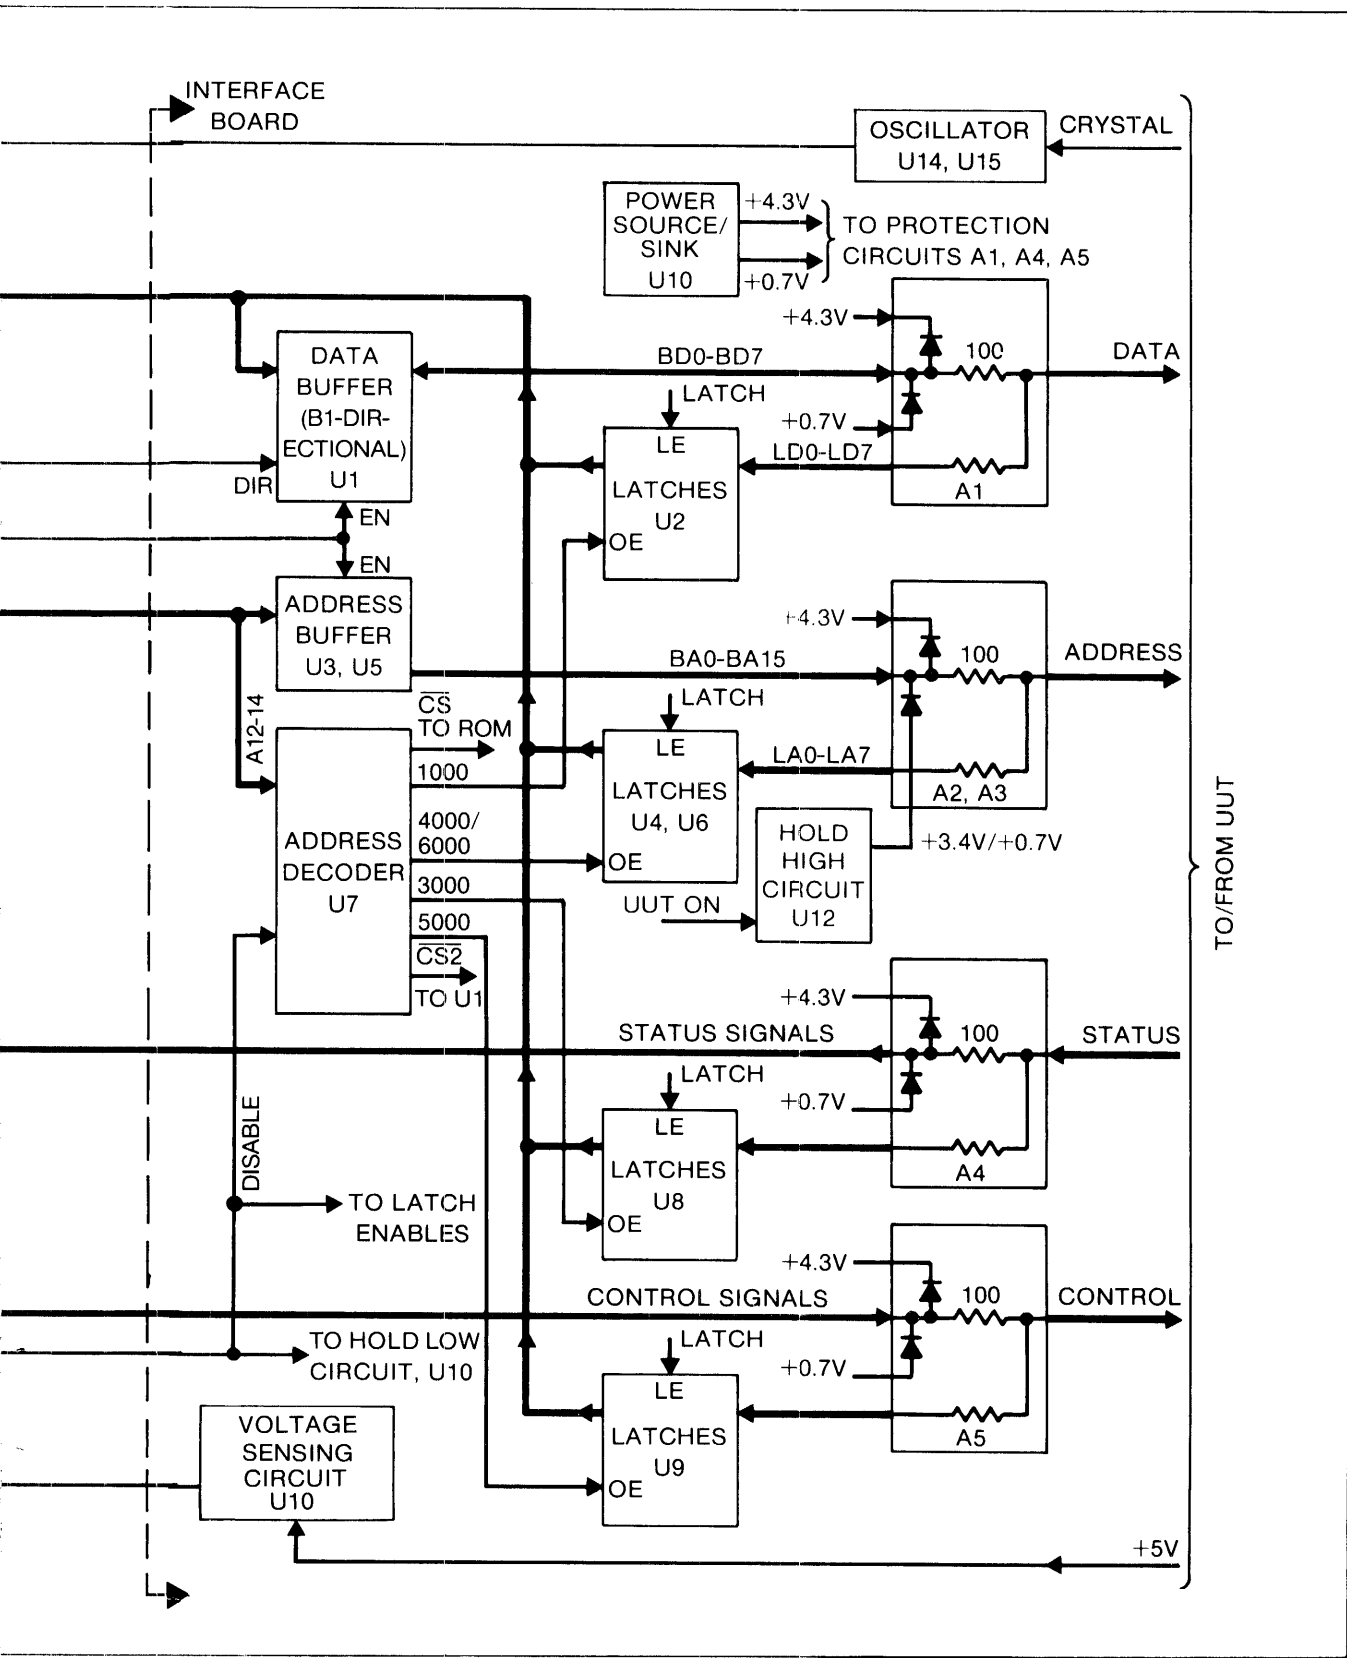 INTERFACE
BOARD
OSCILLATOR
U14, U15
CRYSTAL
POWER
SOURCE/
SINK
U10
+4.3V
+0.7V
TO PROTECTION
CIRCUITS A1, A4, A5
DATA
BUFFER
(B1-DIR-
ECTIONAL)
U1
DIR
EN
EN
BD0-BD7
LATCH
LE
LATCHES
U2
OE
+4.3V
+0.7V
LD0-LD7
100
A1
DATA
ADDRESS
BUFFER
U3, U5
A12-14
BA0-BA15
LATCH
LE
LATCHES
U4, U6
OE
+4.3V
LA0-LA7
100
A2, A3
ADDRESS
CS
TO ROM
1000
4000/
6000
3000
5000
CS2
TO U1
ADDRESS
DECODER
U7
HOLD
HIGH
CIRCUIT
U12
+3.4V/+0.7V
UUT ON
TO/FROM UUT
STATUS SIGNALS
+4.3V
+0.7V
100
A4
STATUS
LATCH
LE
LATCHES
U8
OE
DISABLE
TO LATCH
ENABLES
CONTROL SIGNALS
+4.3V
+0.7V
100
A5
CONTROL
LATCH
LE
LATCHES
U9
OE
TO HOLD LOW
CIRCUIT, U10
VOLTAGE
SENSING
CIRCUIT
U10
+5V